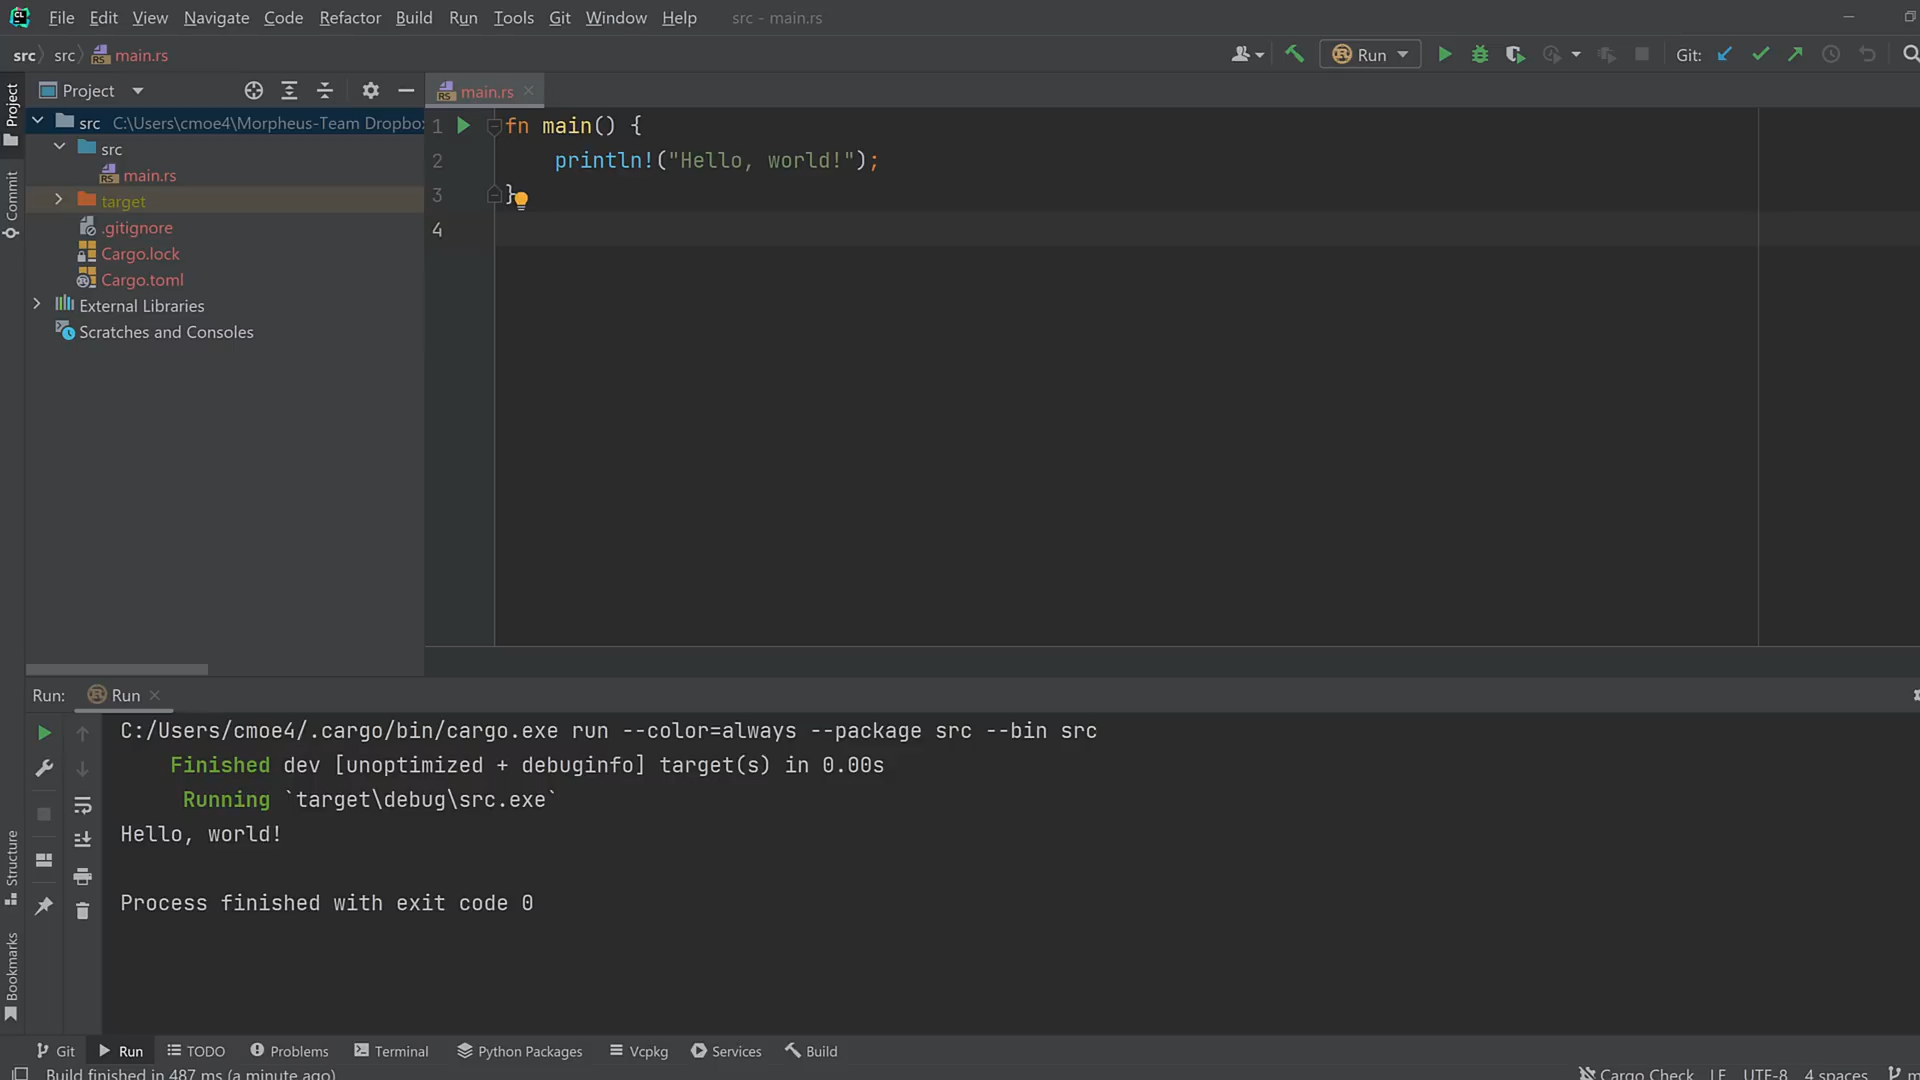 CL File Edit View Navigate Code Refactor Build Run Tools Git Window Help src - main.rs
src src main.rs Run Git:
Project main.rs
Project
src C:\Users\cmoe4\Morpheus-Team Dropbox
src
main.rs
target
.gitignore
Cargo.lock
Cargo.toml
External Libraries
Scratches and Consoles
Commit
1 fn main() {
2 println!("Hello, world!");
3 }
4
Run: Run
C:/Users/cmoe4/.cargo/bin/cargo.exe run --color=always --package src --bin src
Finished dev [unoptimized + debuginfo] target(s) in 0.00s
Running `target\debug\src.exe`
Hello, world!
Process finished with exit code 0
Structure
Bookmarks
Git Run TODO Problems Terminal Python Packages Vcpkg Services Build
Build finished in 487 ms (a minute ago) Cargo Check LF UTF-8 4 spaces